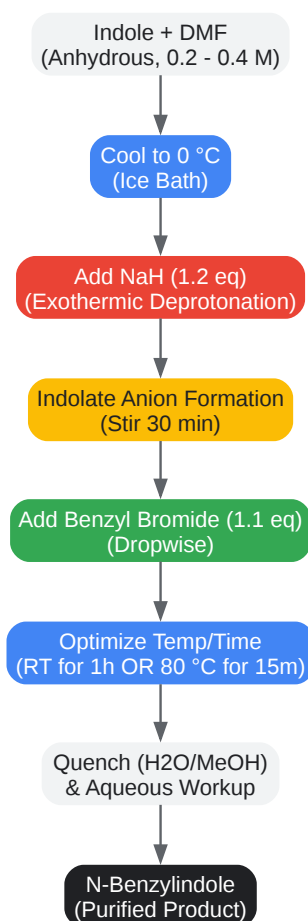 Indole + DMF
(Anhydrous, 0.2 - 0.4 M)
Cool to 0 °C
(Ice Bath)
Add NaH (1.2 eq)
(Exothermic Deprotonation)
Indolate Anion Formation
(Stir 30 min)
Add Benzyl Bromide (1.1 eq)
(Dropwise)
Optimize Temp/Time
(RT for 1h OR 80 °C for 15m)
Quench (H2O/MeOH)
& Aqueous Workup
N-Benzylindole
(Purified Product)